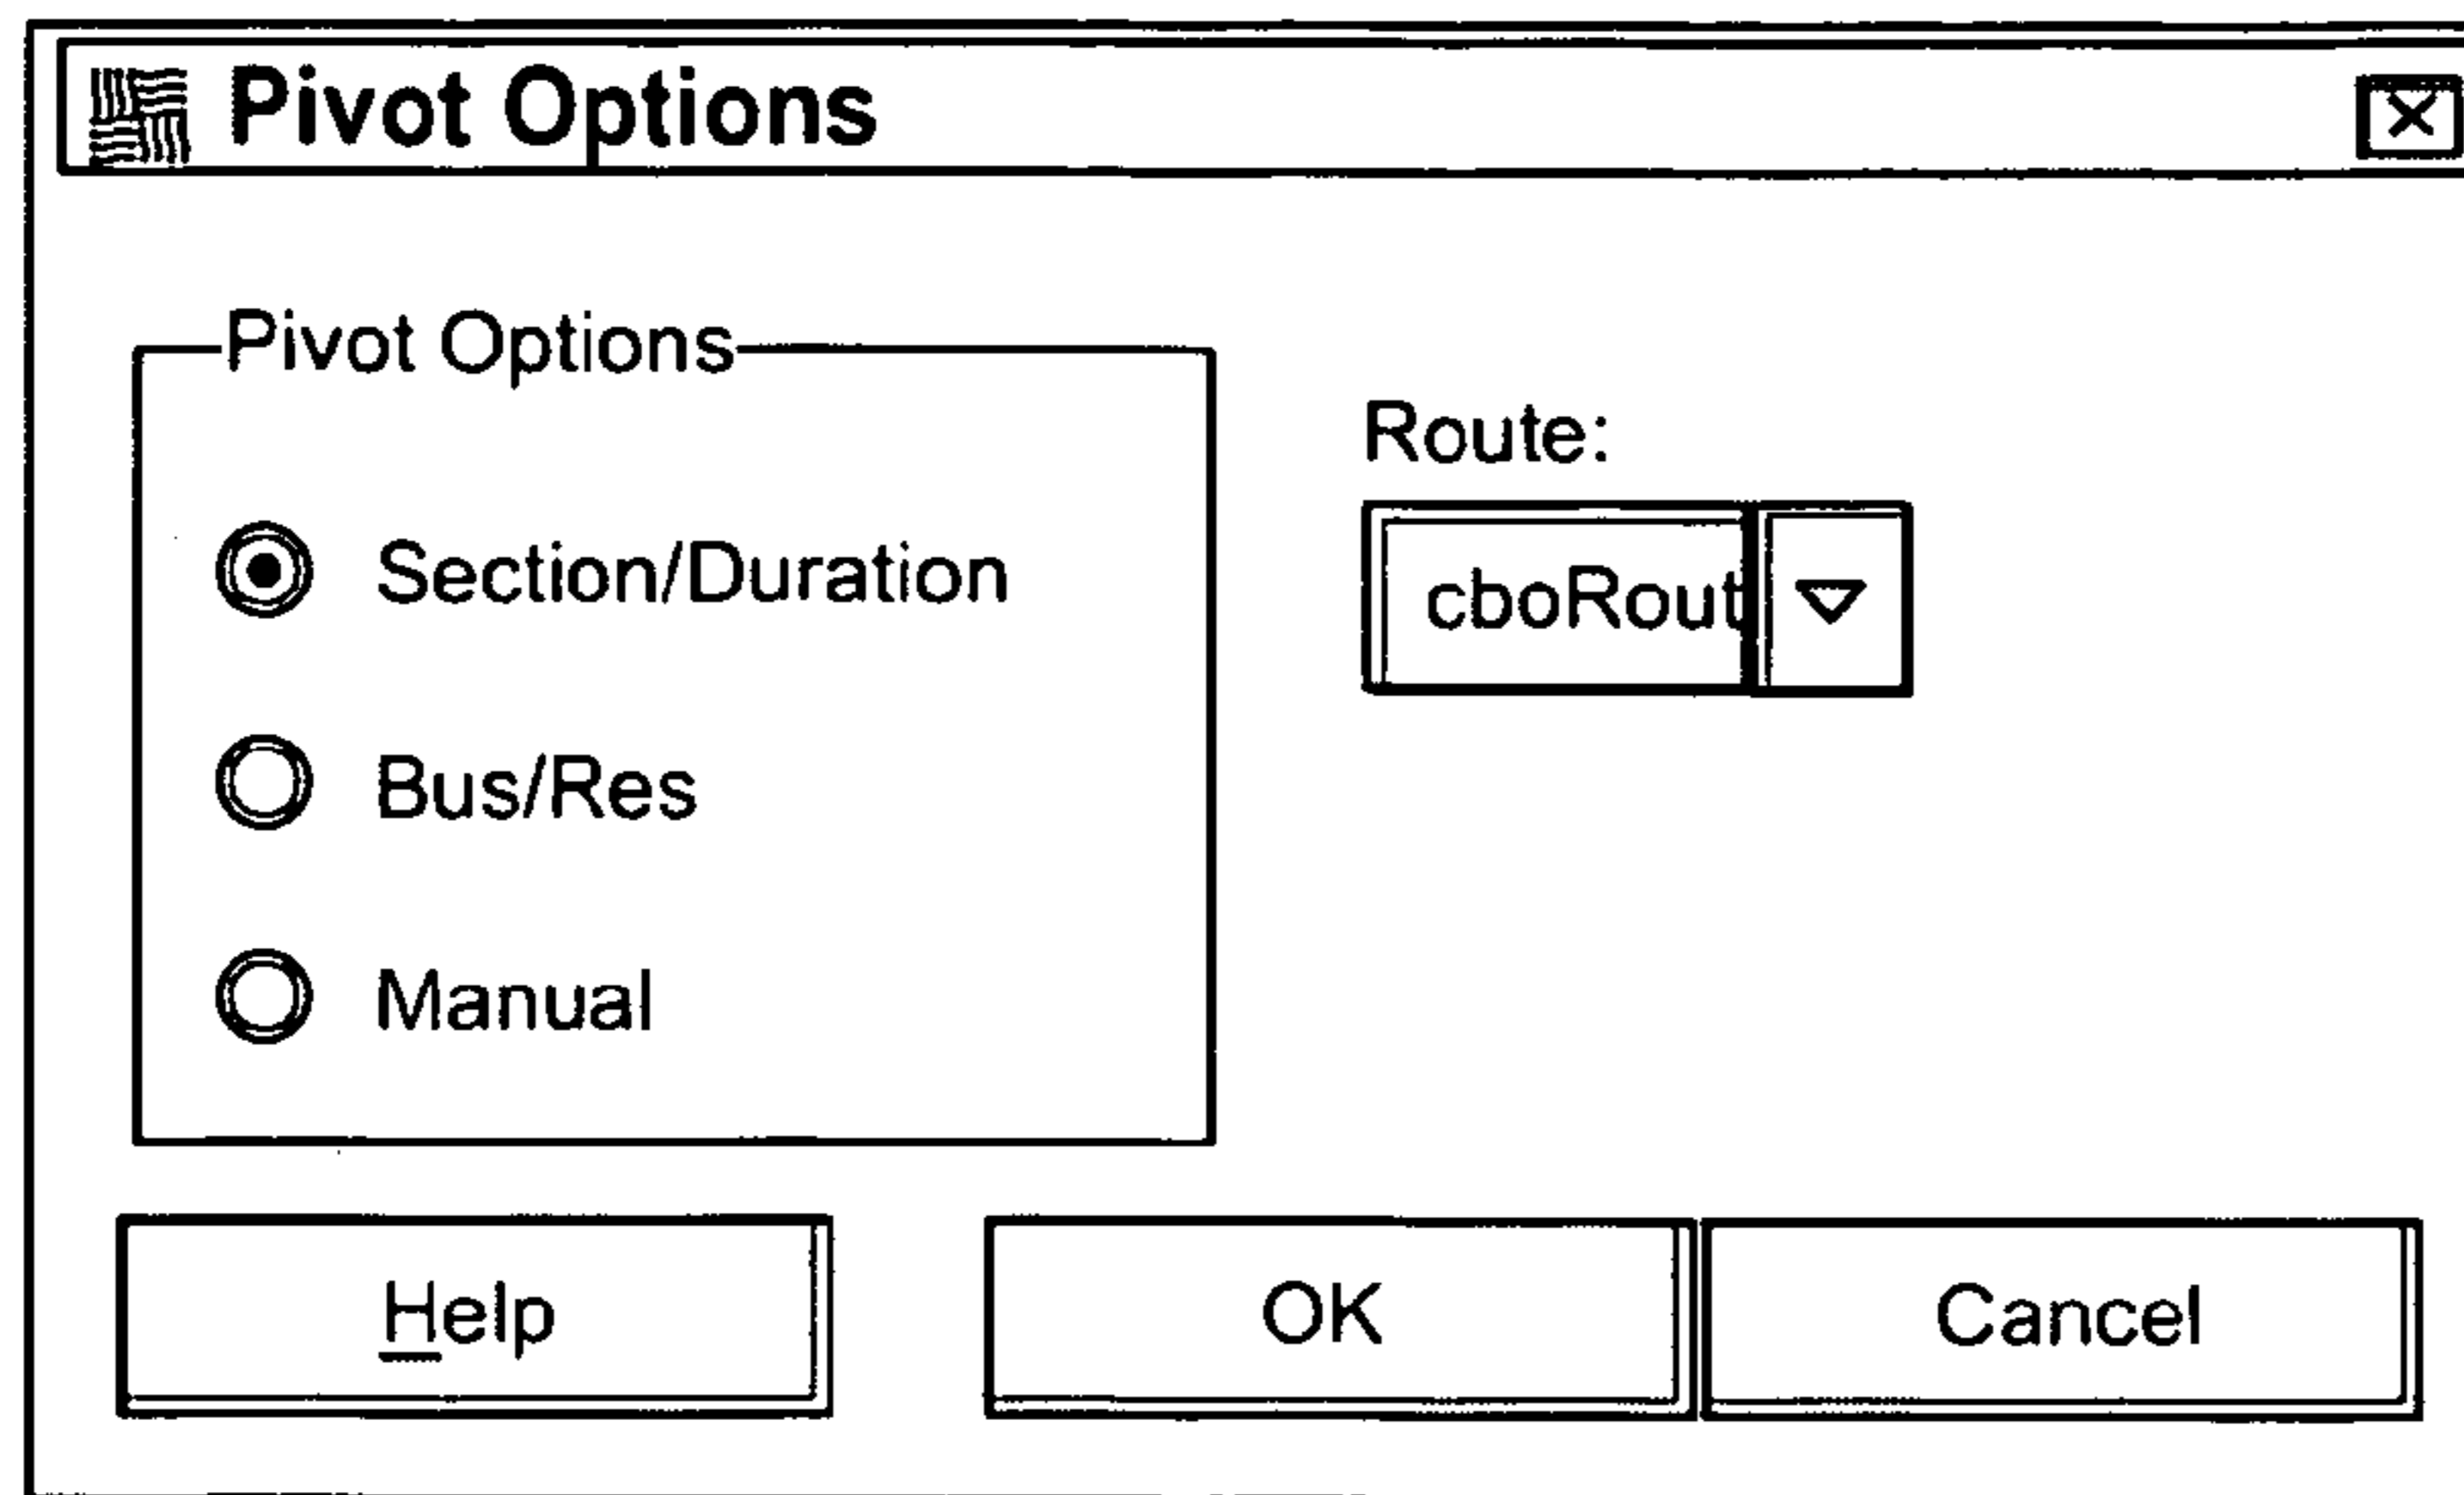 Pivot Options
Pivot Options
Section/Duration
Bus/Res
Manual
Route:
cboRout
Help
OK
Cancel